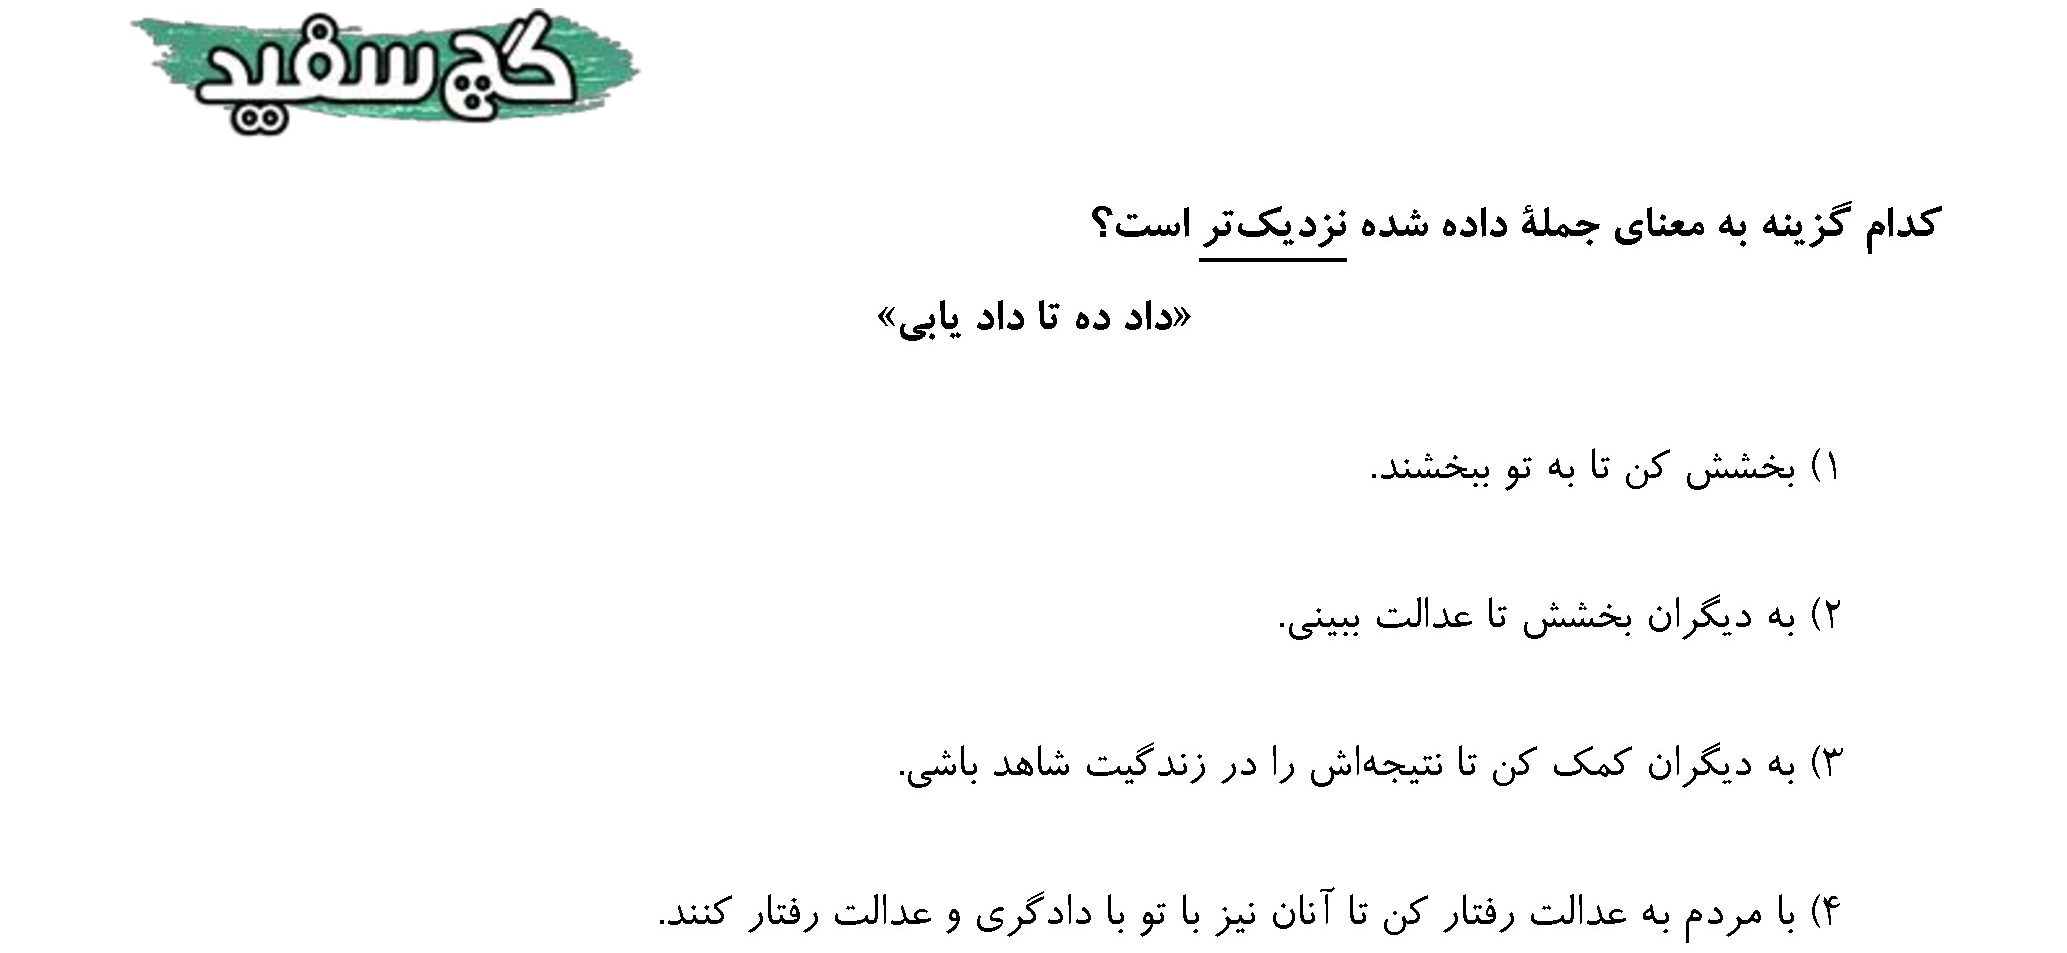 گچ سفید
کدام گزینه به معنای جملۀ داده شده نزدیک‌تر است؟
«داد ده تا داد یابی»
۱) بخشش کن تا به تو ببخشند.
۲) به دیگران بخشش تا عدالت ببینی.
۳) به دیگران کمک کن تا نتیجه‌اش را در زندگیت شاهد باشی.
۴) با مردم به عدالت رفتار کن تا آنان نیز با تو با دادگری و عدالت رفتار کنند.